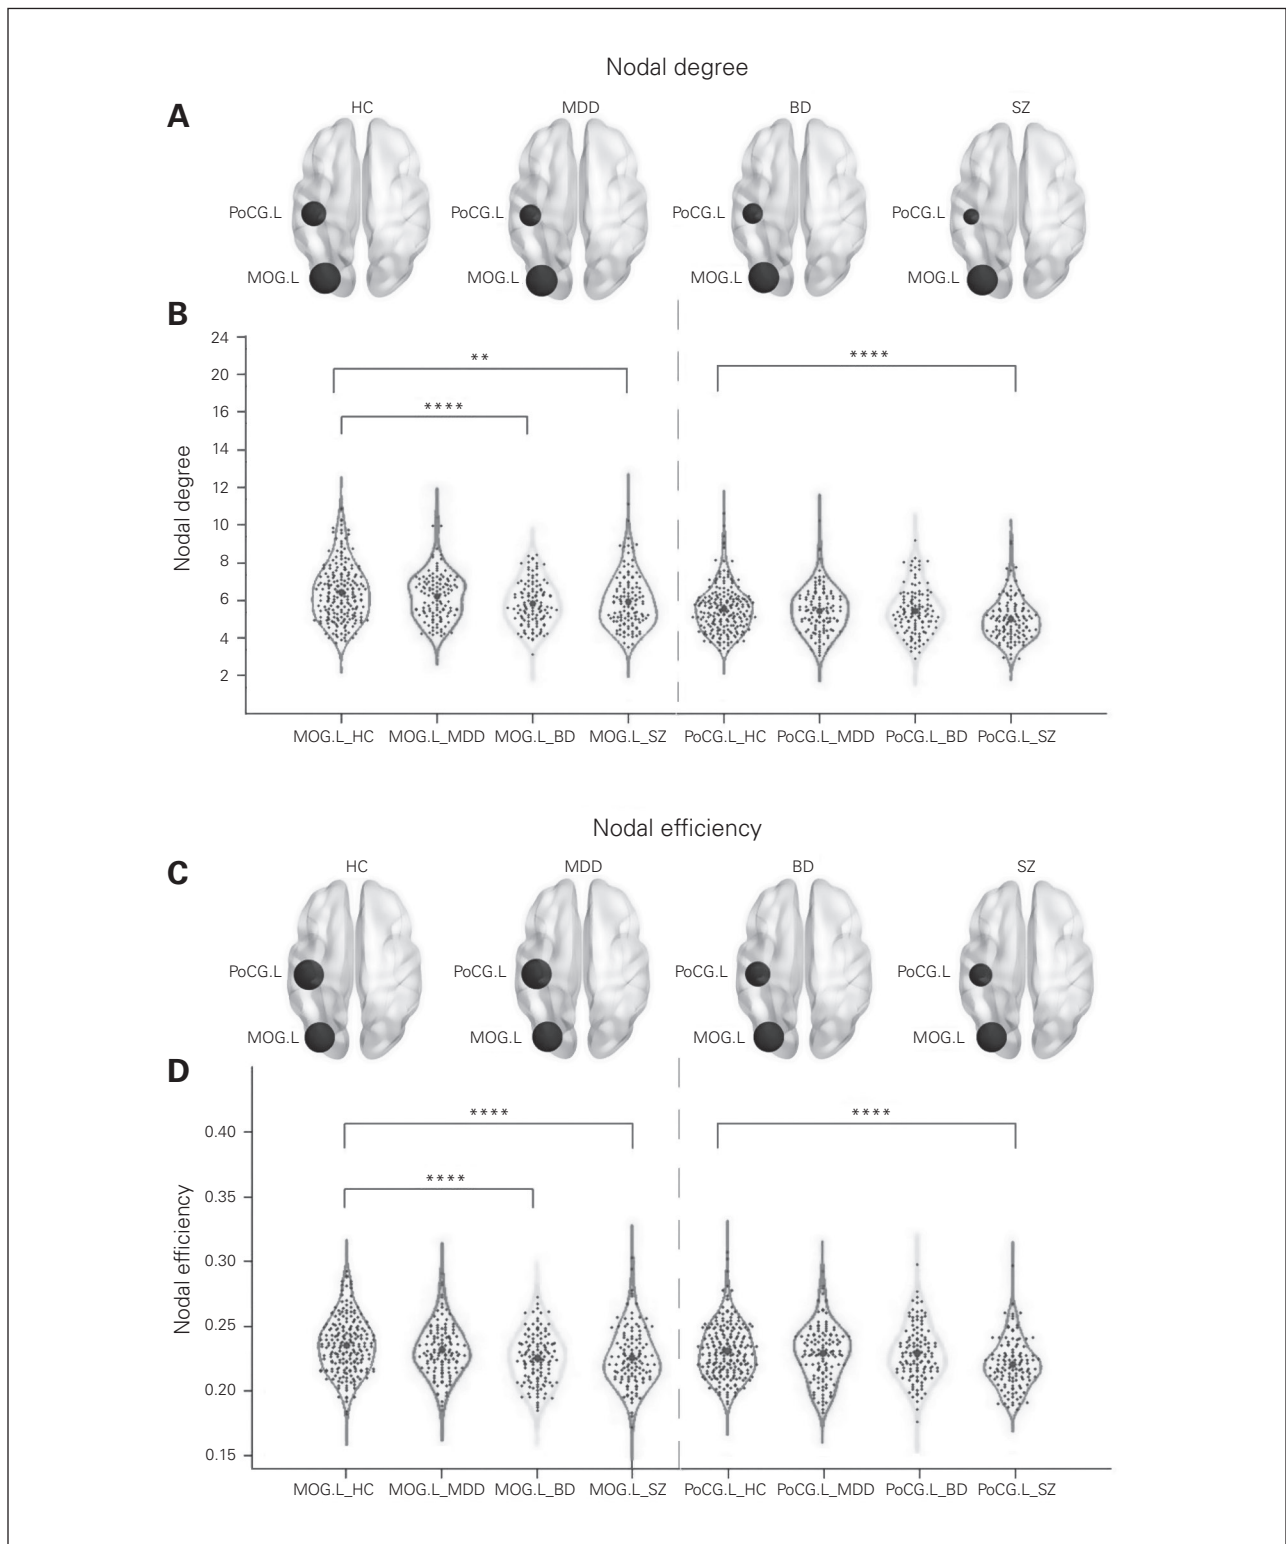 Nodal degree
A
HC MDD BD SZ
PoCG.L PoCG.L PoCG.L PoCG.L
MOG.L MOG.L MOG.L MOG.L
B
24
20
16
14
12
10
8
6
4
2
Nodal degree
** ****
****
MOG.L_HC MOG.L_MDD MOG.L_BD MOG.L_SZ PoCG.L_HC PoCG.L_MDD PoCG.L_BD PoCG.L_SZ
Nodal efficiency
C
HC MDD BD SZ
PoCG.L PoCG.L PoCG.L PoCG.L
MOG.L MOG.L MOG.L MOG.L
D
0.40
0.35
0.30
0.25
0.20
0.15
Nodal efficiency
**** ****
****
MOG.L_HC MOG.L_MDD MOG.L_BD MOG.L_SZ PoCG.L_HC PoCG.L_MDD PoCG.L_BD PoCG.L_SZ